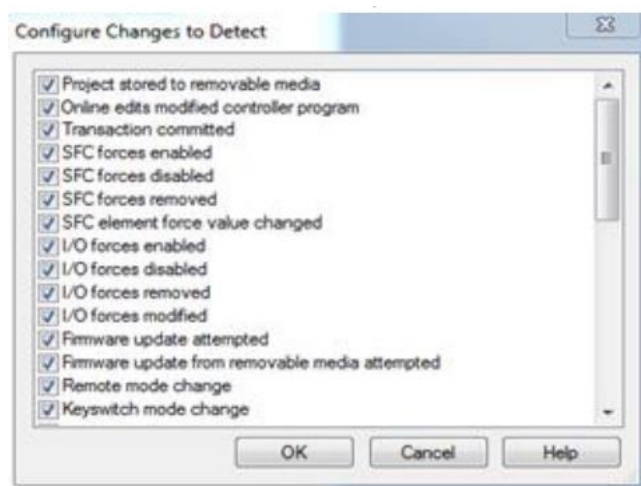 Configure Changes to Detect
Project stored to removable media
Online edits modified controller program
Transaction committed
SFC forces enabled
SFC forces disabled
SFC forces removed
SFC element force value changed
I/O forces enabled
I/O forces disabled
I/O forces removed
I/O forces modified
Firmware update attempted
Firmware update from removable media attempted
Remote mode change
Keyswitch mode change
OK Cancel Help